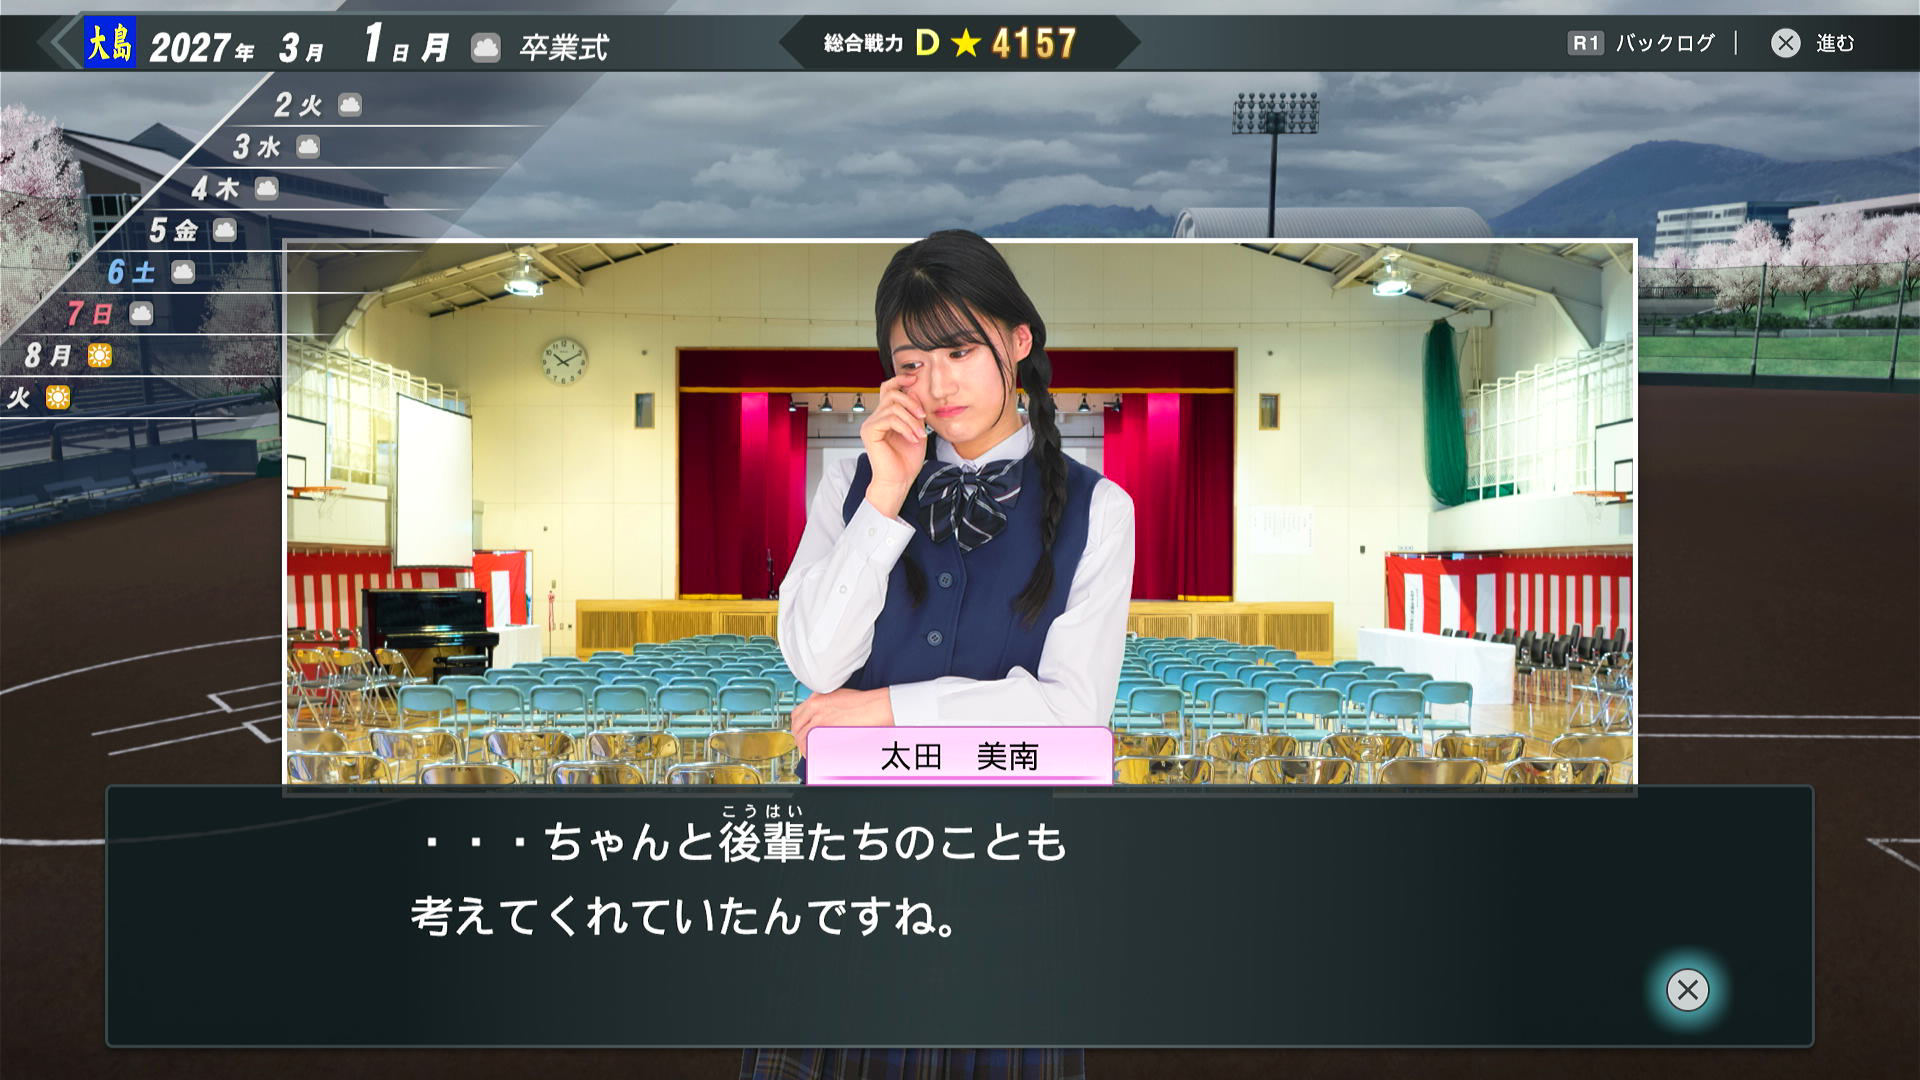 大島 2027年 3月 1日 月 卒業式
総合戦力 D ★ 4157
R1 バックログ | 進む
2 火
3 水
4 木
5 金
6 土
7 日
8 月
火
太田 美南
こうはい
・・・ちゃんと後輩たちのことも
考えてくれていたんですね。